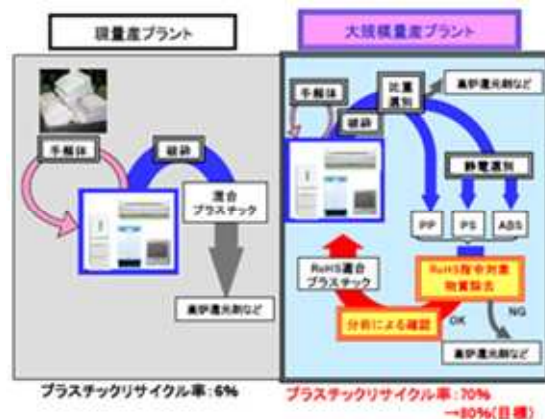 現量産プラント
手解体
破砕
混合
プラスチック
高炉還元剤など
プラスチックリサイクル率:6%
大規模量産プラント
手解体
破砕
比重
選別
高炉還元剤など
静電選別
PP
PS
ABS
RoHS指令対象
物質除去
RoHS適合
プラスチック
分析による確認
OK
NG
高炉還元剤など
プラスチックリサイクル率:70%
→80%(目標)